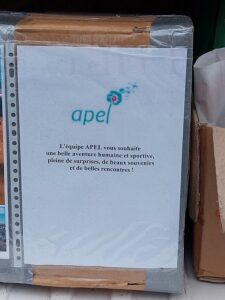 apel
L'équipe APEL vous souhaite
une belle aventure humaine et sportive,
pleine de surprises, de beaux souvenirs
et de belles rencontres !